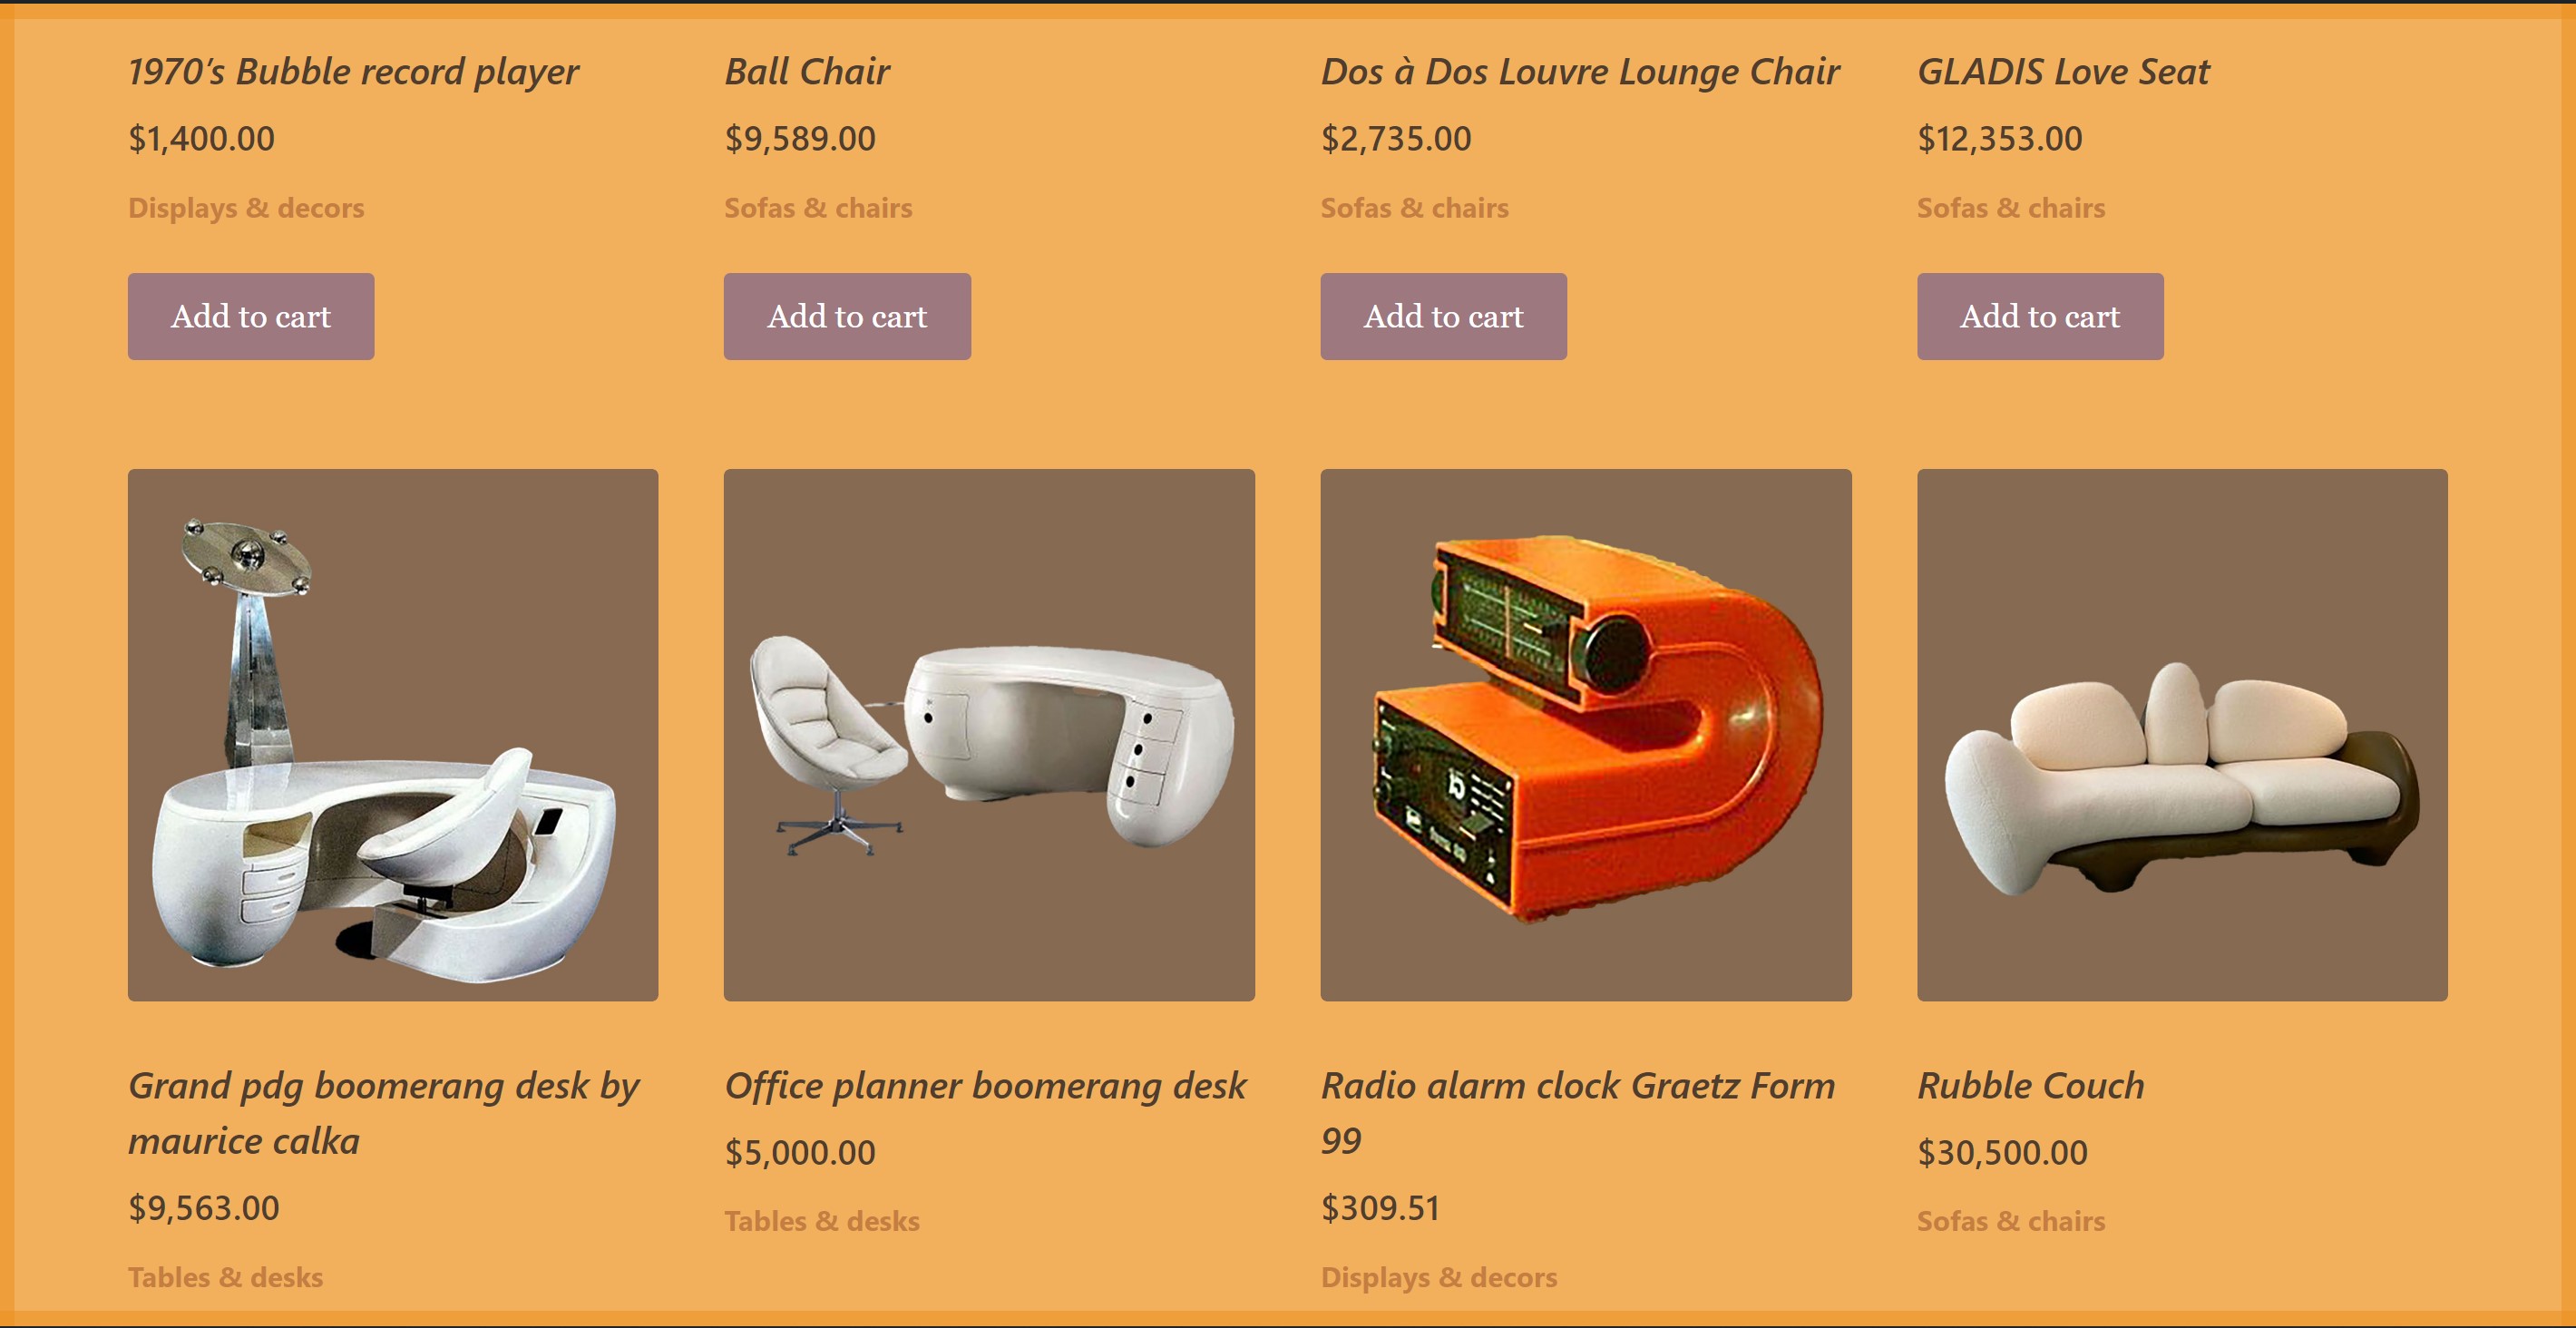 1970’s Bubble record player
$1,400.00
Displays & decors
Add to cart
Ball Chair
$9,589.00
Sofas & chairs
Add to cart
Dos à Dos Louvre Lounge Chair
$2,735.00
Sofas & chairs
Add to cart
GLADIS Love Seat
$12,353.00
Sofas & chairs
Add to cart
Grand pdg boomerang desk by
maurice calka
$9,563.00
Tables & desks
Office planner boomerang desk
$5,000.00
Tables & desks
Radio alarm clock Graetz Form
99
$309.51
Displays & decors
Rubble Couch
$30,500.00
Sofas & chairs